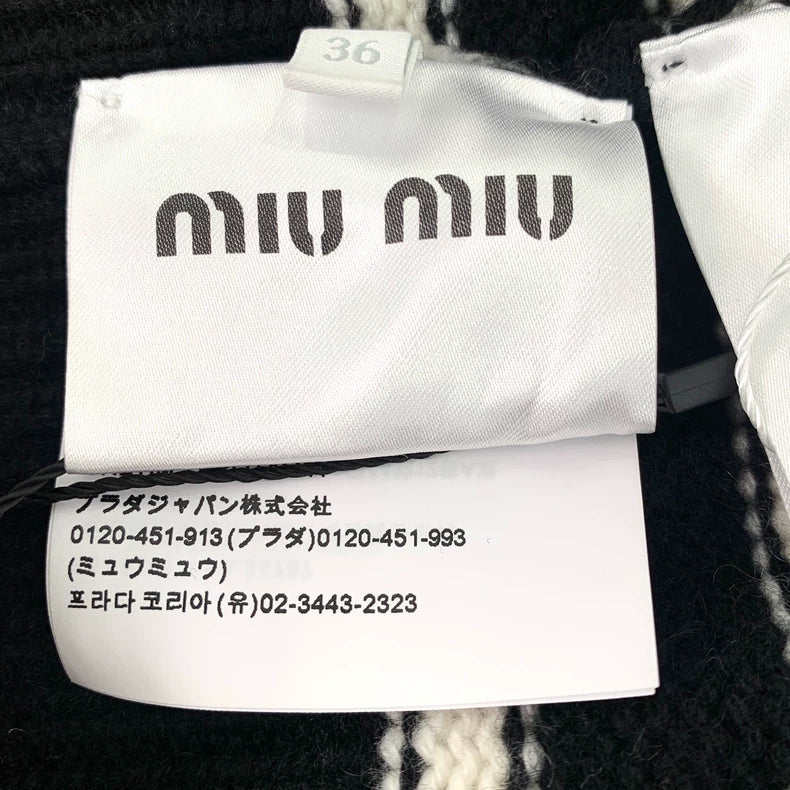 36
miu miu
プラダジャパン株式会社
0120-451-913(プラダ)0120-451-993
(ミュウミュウ)
프라다코리아(유)02-3443-2323